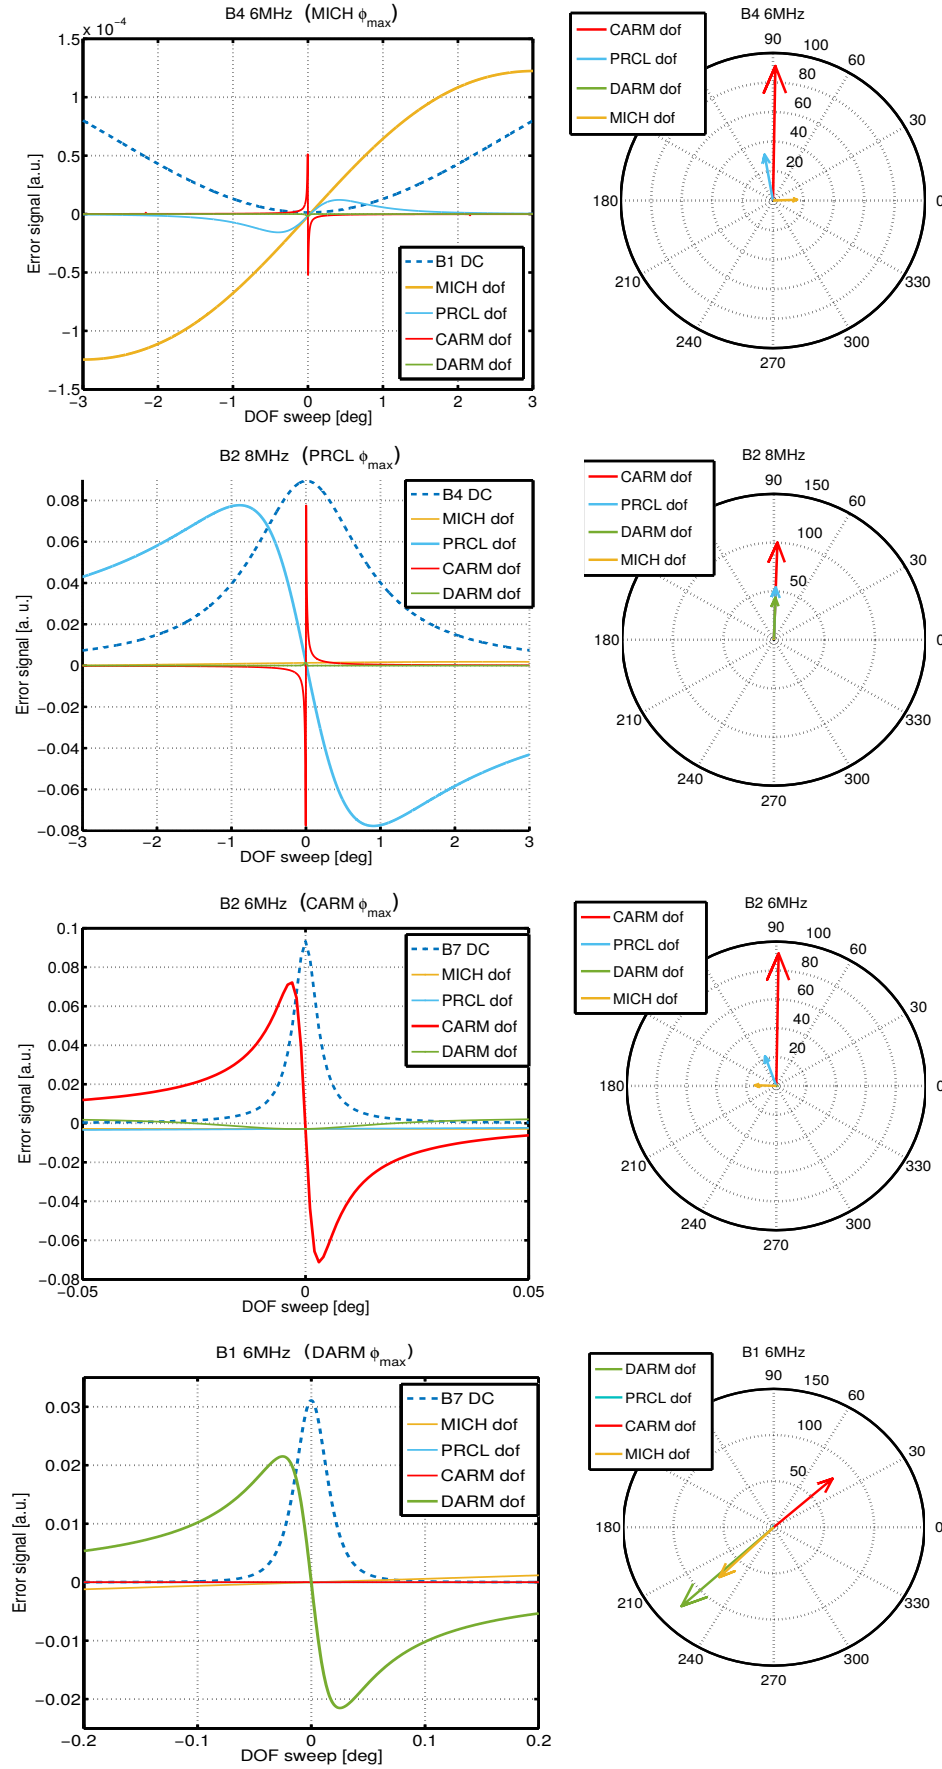 B4 6MHz (MICH ϕmax)
x 10⁻⁴
1.5
1
0.5
0
−0.5
−1
−1.5
Error signal [a.u.]
B1 DC
MICH dof
PRCL dof
CARM dof
DARM dof
−3 −2 −1 0 1 2 3
DOF sweep [deg]
B4 6MHz
CARM dof
PRCL dof
DARM dof
MICH dof
90 100 60
80
60
40
20
30
180 0
210 330
240 300
270
B2 8MHz (PRCL ϕmax)
0.08
0.06
0.04
0.02
0
−0.02
−0.04
−0.06
−0.08
Error signal [a. u.]
B4 DC
MICH dof
PRCL dof
CARM dof
DARM dof
−3 −2 −1 0 1 2 3
DOF sweep [deg]
B2 8MHz
CARM dof
PRCL dof
DARM dof
MICH dof
90 150 60
100
50
30
180 0
210 330
240 300
270
B2 6MHz (CARM ϕmax)
0.1
0.08
0.06
0.04
0.02
0
−0.02
−0.04
−0.06
−0.08
Error signal [a.u.]
B7 DC
MICH dof
PRCL dof
CARM dof
DARM dof
−0.05 0 0.05
DOF sweep [deg]
B2 6MHz
CARM dof
PRCL dof
DARM dof
MICH dof
90 100 60
80
60
40
20
30
180 0
210 330
240 300
270
B1 6MHz (DARM ϕmax)
0.03
0.02
0.01
0
−0.01
−0.02
Error signal [a.u.]
B7 DC
MICH dof
PRCL dof
CARM dof
DARM dof
−0.2 −0.1 0 0.1 0.2
DOF sweep [deg]
B1 6MHz
DARM dof
PRCL dof
CARM dof
MICH dof
90 150 60
100
50
30
180 0
210 330
240 300
270